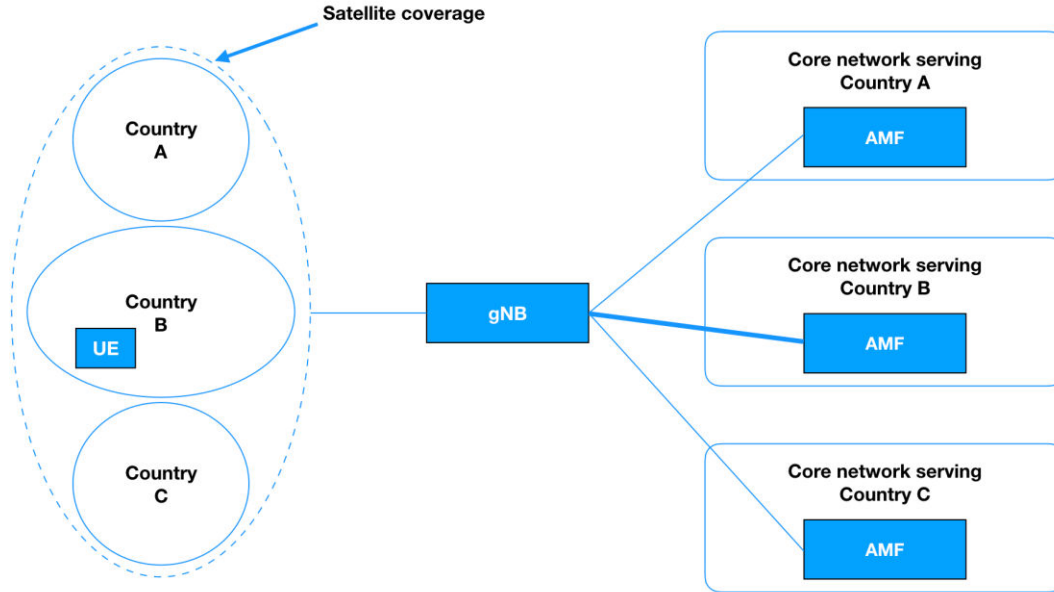 Satellite coverage
Country
A
Country
B
UE
Country
C
gNB
Core network serving
Country A
AMF
Core network serving
Country B
AMF
Core network serving
Country C
AMF